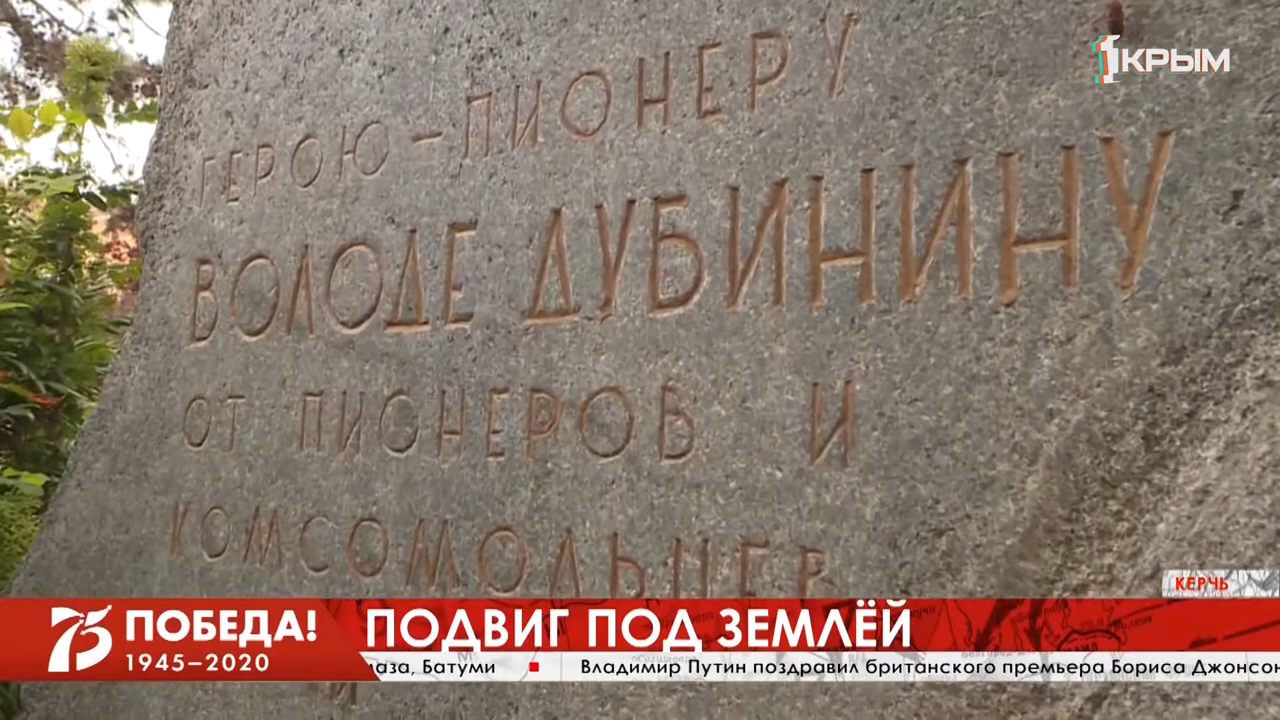 1КРЫМ
ГЕРОЮ – ПИОНЕРУ
ВОЛОДЕ ДУБИНИНУ
ОТ ПИОНЕРОВ И
КОМСОМОЛЬЦЕВ
КЕРЧЬ
75 ПОБЕДА!
1945–2020
ПОДВИГ ПОД ЗЕМЛЁЙ
Батуми ▪ Владимир Путин поздравил британского премьера Бориса Джонсон